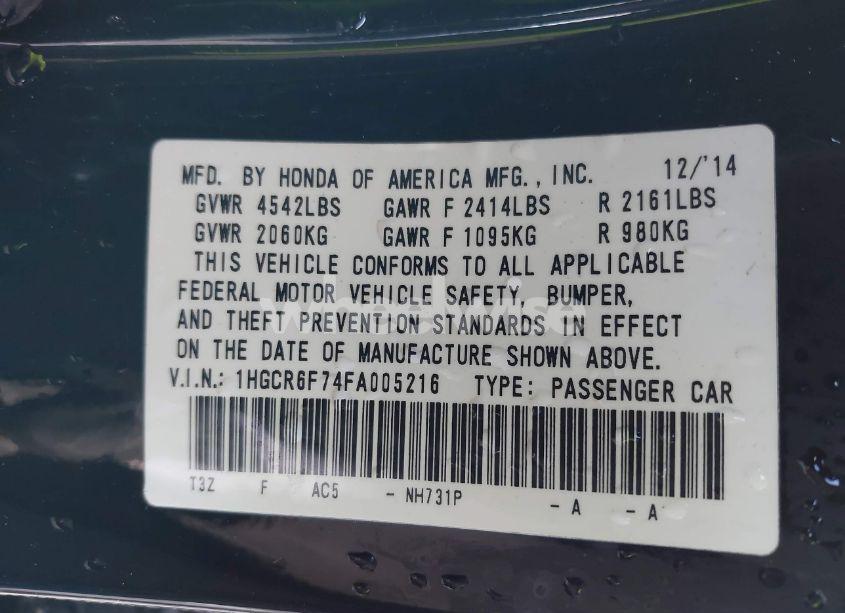 MFD. BY HONDA OF AMERICA MFG., INC. 12/'14
GVWR 4542LBS GAWR F 2414LBS R 2161LBS
GVWR 2060KG GAWR F 1095KG R 980KG
THIS VEHICLE CONFORMS TO ALL APPLICABLE
FEDERAL MOTOR VEHICLE SAFETY, BUMPER,
AND THEFT PREVENTION STANDARDS IN EFFECT
ON THE DATE OF MANUFACTURE SHOWN ABOVE.
V.I.N.: 1HGCR6F74FA005216 TYPE: PASSENGER CAR
T3Z F AC5 - NH731P - A - A